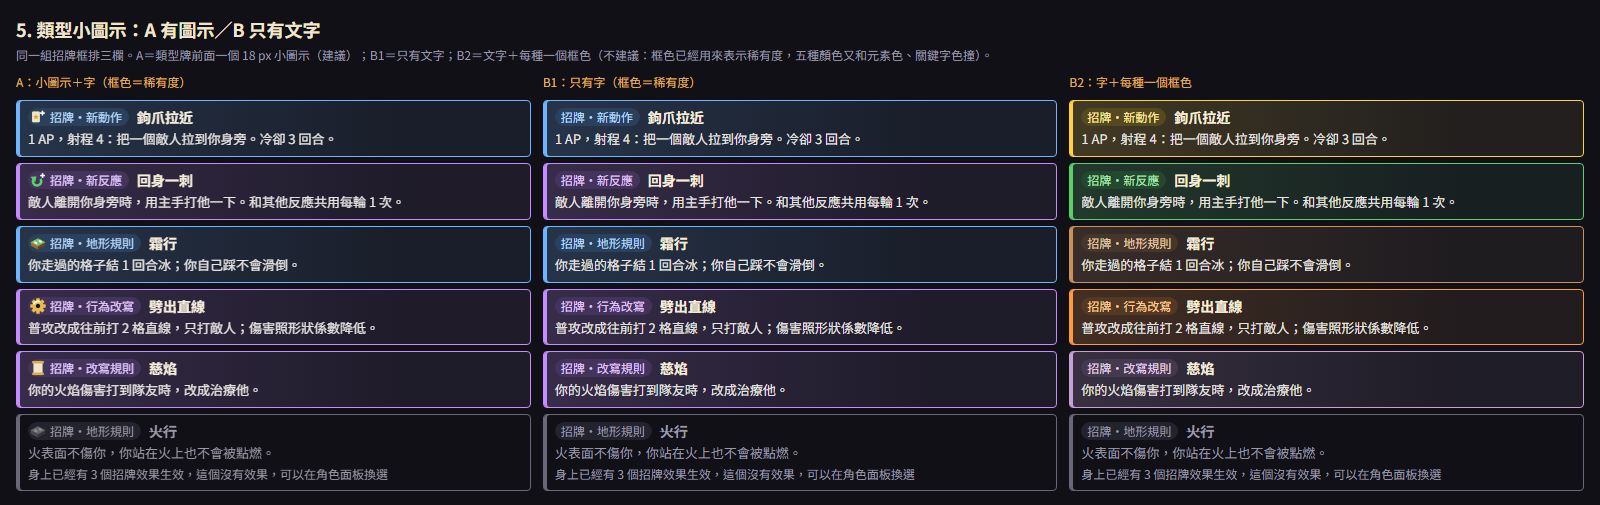 5. 類型小圖示：A 有圖示／B 只有文字
同一組招牌框排三欄。A＝類型牌前面一個 18 px 小圖示（建議）；B1＝只有文字；B2＝文字＋每種一個框色（不建議：框色已經用來表示稀有度，五種顏色又和元素色、關鍵字色撞）。
A：小圖示＋字（框色＝稀有度）
招牌・新動作 鉤爪拉近
1 AP，射程 4：把一個敵人拉到你身旁。冷卻 3 回合。
招牌・新反應 回身一刺
敵人離開你身旁時，用主手打他一下。和其他反應共用每輪 1 次。
招牌・地形規則 霜行
你走過的格子結 1 回合冰；你自己踩不會滑倒。
招牌・行為改寫 劈出直線
普攻改成往前打 2 格直線，只打敵人；傷害照形狀係數降低。
招牌・改寫規則 慈焰
你的火焰傷害打到隊友時，改成治療他。
招牌・地形規則 火行
火表面不傷你，你站在火上也不會被點燃。
身上已經有 3 個招牌效果生效，這個沒有效果，可以在角色面板換選
B1：只有字（框色＝稀有度）
招牌・新動作 鉤爪拉近
1 AP，射程 4：把一個敵人拉到你身旁。冷卻 3 回合。
招牌・新反應 回身一刺
敵人離開你身旁時，用主手打他一下。和其他反應共用每輪 1 次。
招牌・地形規則 霜行
你走過的格子結 1 回合冰；你自己踩不會滑倒。
招牌・行為改寫 劈出直線
普攻改成往前打 2 格直線，只打敵人；傷害照形狀係數降低。
招牌・改寫規則 慈焰
你的火焰傷害打到隊友時，改成治療他。
招牌・地形規則 火行
火表面不傷你，你站在火上也不會被點燃。
身上已經有 3 個招牌效果生效，這個沒有效果，可以在角色面板換選
B2：字＋每種一個框色
招牌・新動作 鉤爪拉近
1 AP，射程 4：把一個敵人拉到你身旁。冷卻 3 回合。
招牌・新反應 回身一刺
敵人離開你身旁時，用主手打他一下。和其他反應共用每輪 1 次。
招牌・地形規則 霜行
你走過的格子結 1 回合冰；你自己踩不會滑倒。
招牌・行為改寫 劈出直線
普攻改成往前打 2 格直線，只打敵人；傷害照形狀係數降低。
招牌・改寫規則 慈焰
你的火焰傷害打到隊友時，改成治療他。
招牌・地形規則 火行
火表面不傷你，你站在火上也不會被點燃。
身上已經有 3 個招牌效果生效，這個沒有效果，可以在角色面板換選